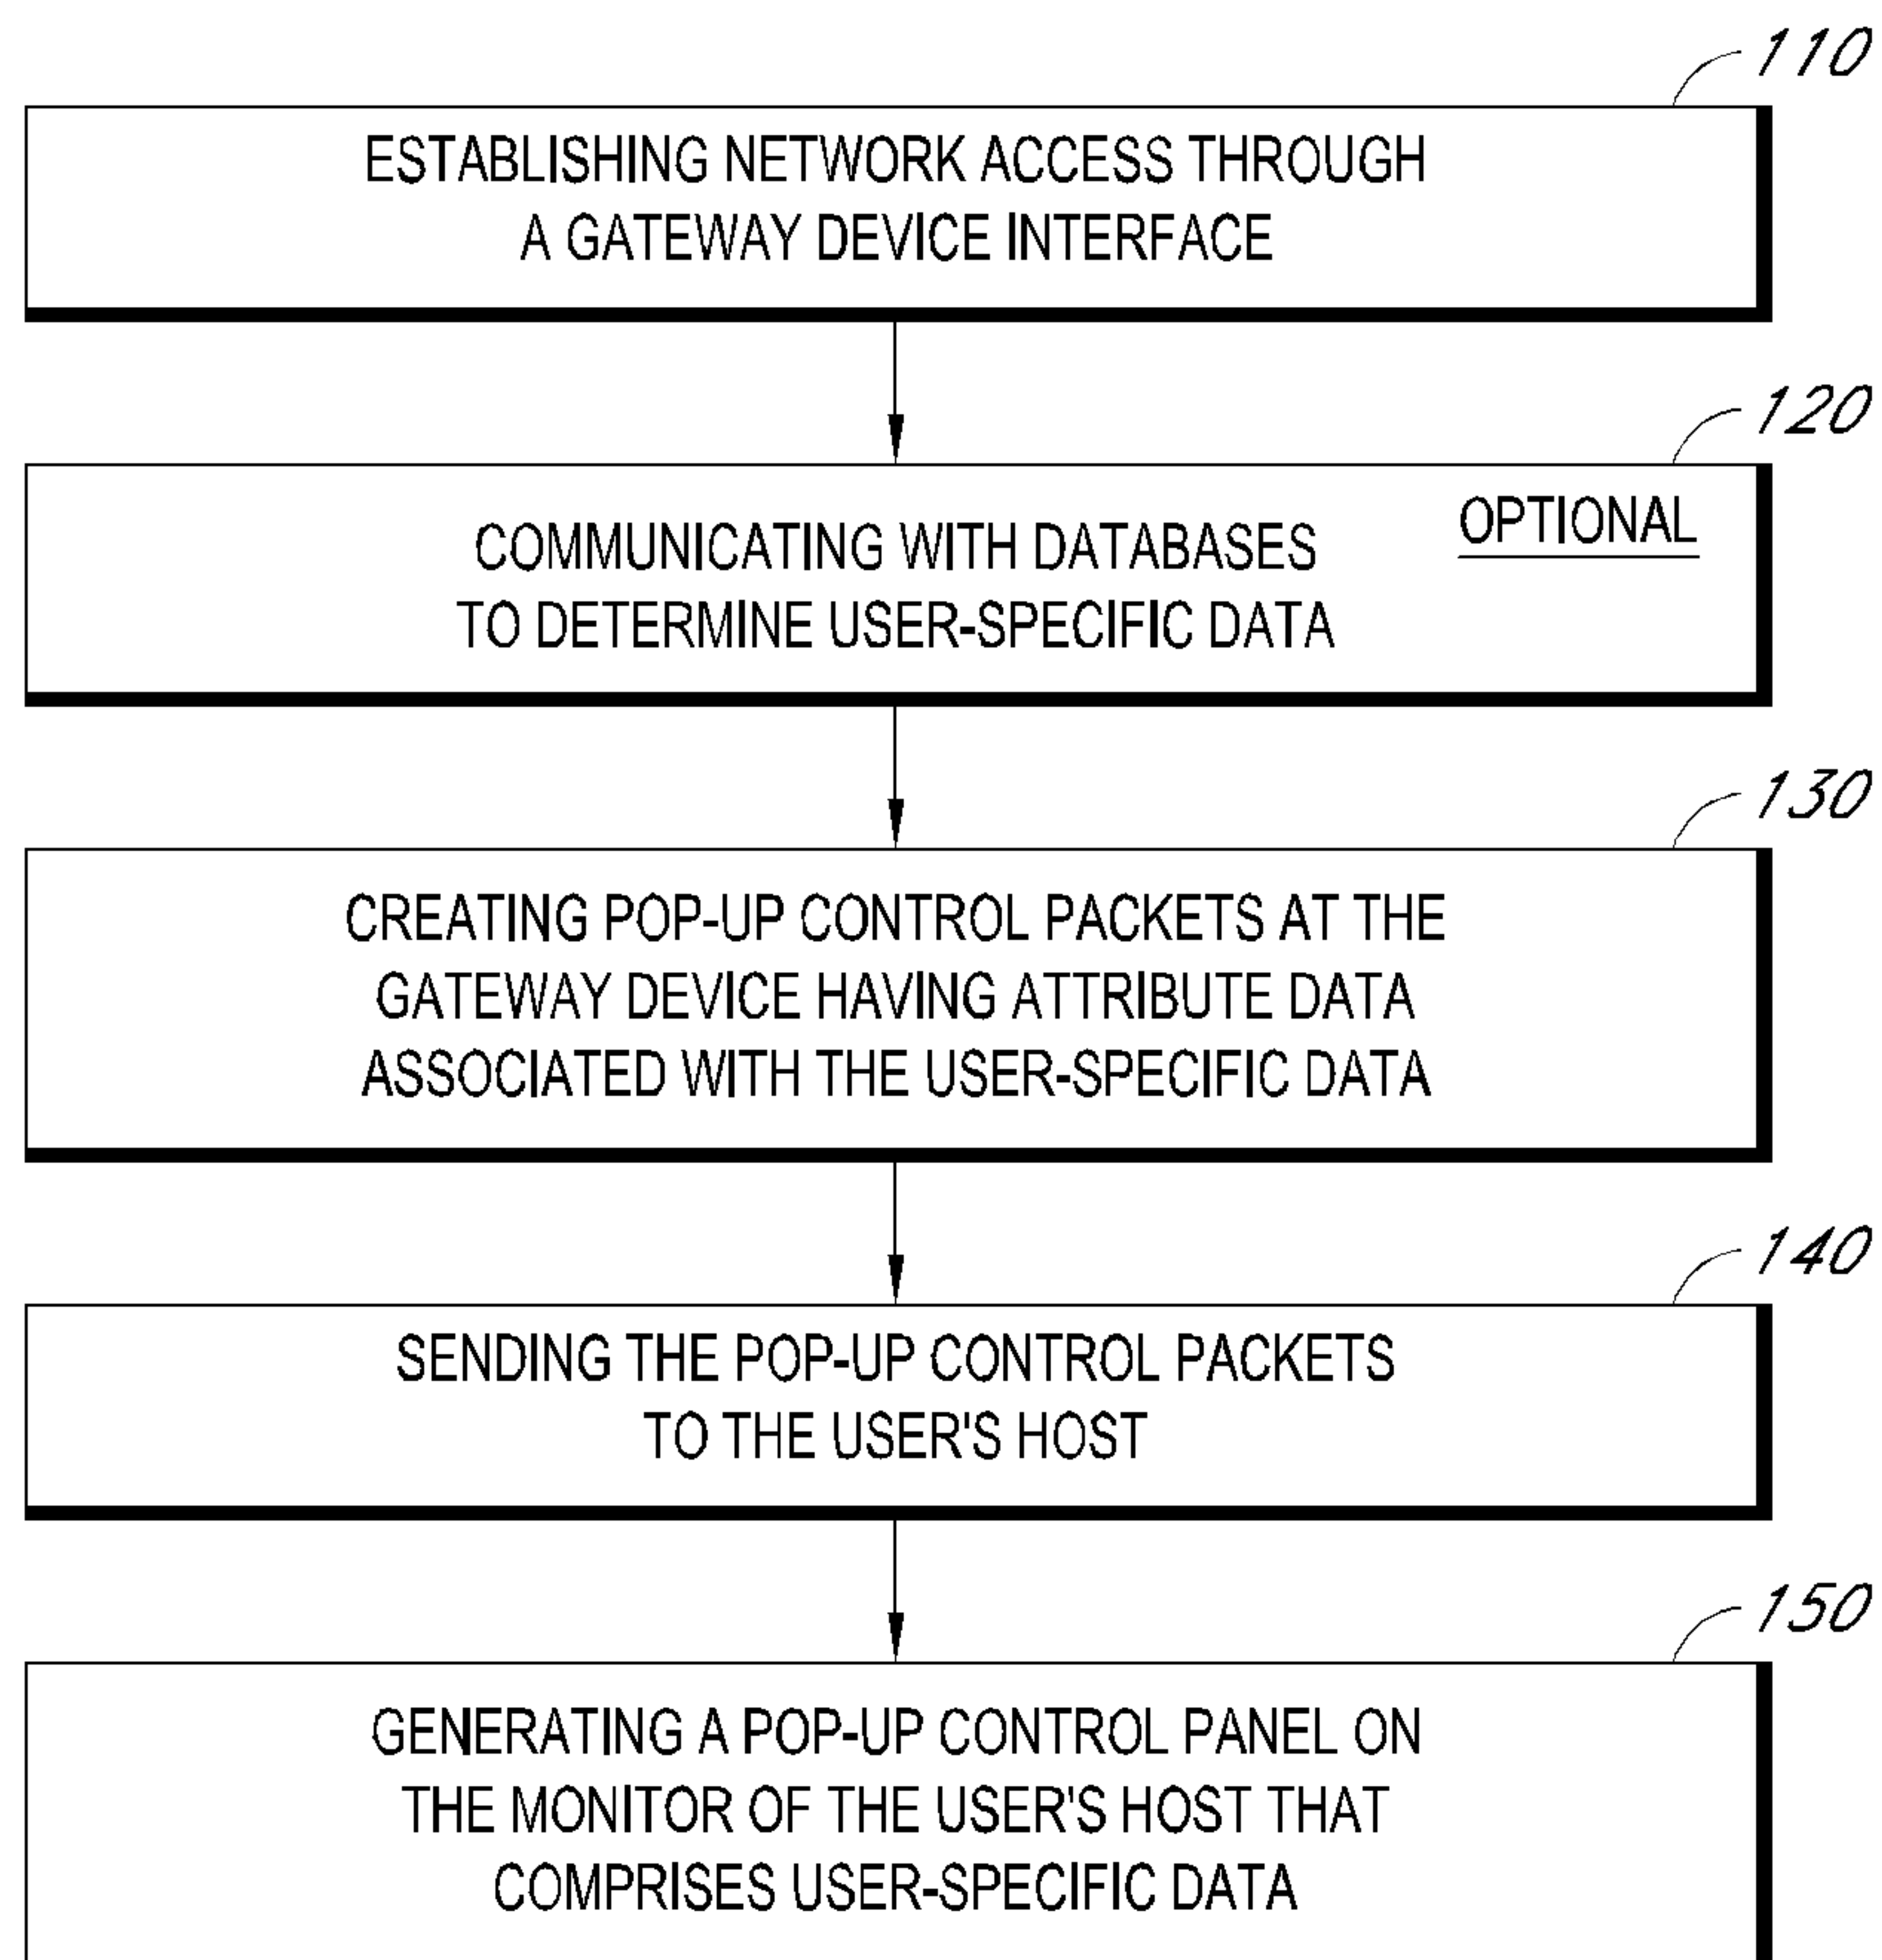 110
ESTABLISHING NETWORK ACCESS THROUGH
A GATEWAY DEVICE INTERFACE
120
OPTIONAL
COMMUNICATING WITH DATABASES
TO DETERMINE USER-SPECIFIC DATA
130
CREATING POP-UP CONTROL PACKETS AT THE
GATEWAY DEVICE HAVING ATTRIBUTE DATA
ASSOCIATED WITH THE USER-SPECIFIC DATA
140
SENDING THE POP-UP CONTROL PACKETS
TO THE USER'S HOST
150
GENERATING A POP-UP CONTROL PANEL ON
THE MONITOR OF THE USER'S HOST THAT
COMPRISES USER-SPECIFIC DATA